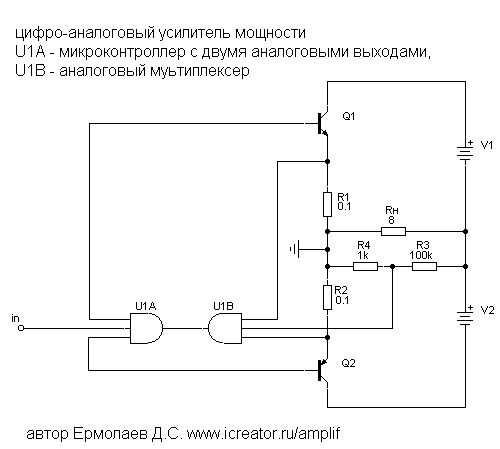 цифро-аналоговый усилитель мощности
U1A - микроконтроллер с двумя аналоговыми выходами,
U1B - аналоговый муьтиплексер
Q1
+
V1
R1
0.1
Rн
8
R4
1k
R3
100k
R2
0.1
+
V2
U1A
U1B
in
Q2
автор Ермолаев Д.С. www.icreator.ru/amplif